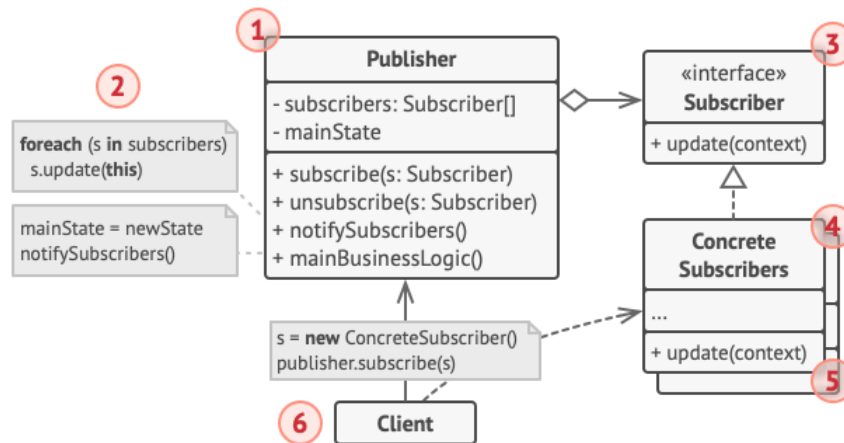 1
Publisher
- subscribers: Subscriber[]
- mainState
+ subscribe(s: Subscriber)
+ unsubscribe(s: Subscriber)
+ notifySubscribers()
+ mainBusinessLogic()
2
foreach (s in subscribers)
s.update(this)
mainState = newState
notifySubscribers()
3
«interface»
Subscriber
+ update(context)
4
Concrete
Subscribers
...
+ update(context)
5
s = new ConcreteSubscriber()
publisher.subscribe(s)
6
Client